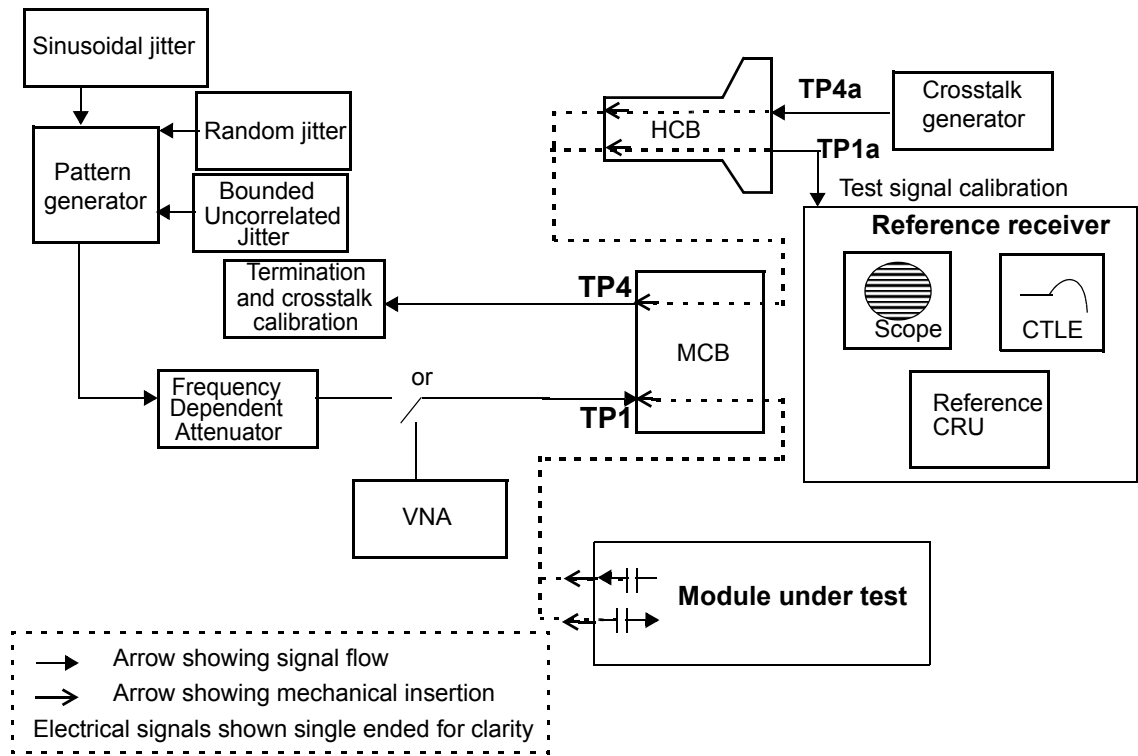 Sinusoidal jitter
Random jitter
Pattern
generator
Bounded
Uncorrelated
Jitter
Termination
and crosstalk
calibration
Frequency
Dependent
Attenuator
or
VNA
TP4
TP1
MCB
HCB
TP4a
TP1a
Crosstalk
generator
Test signal calibration
Reference receiver
Scope
CTLE
Reference
CRU
Module under test
Arrow showing signal flow
Arrow showing mechanical insertion
Electrical signals shown single ended for clarity